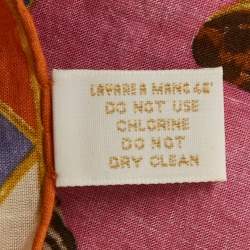 LAVARE A MANO 40°
DO NOT USE
CHLORINE
DO NOT
DRY CLEAN